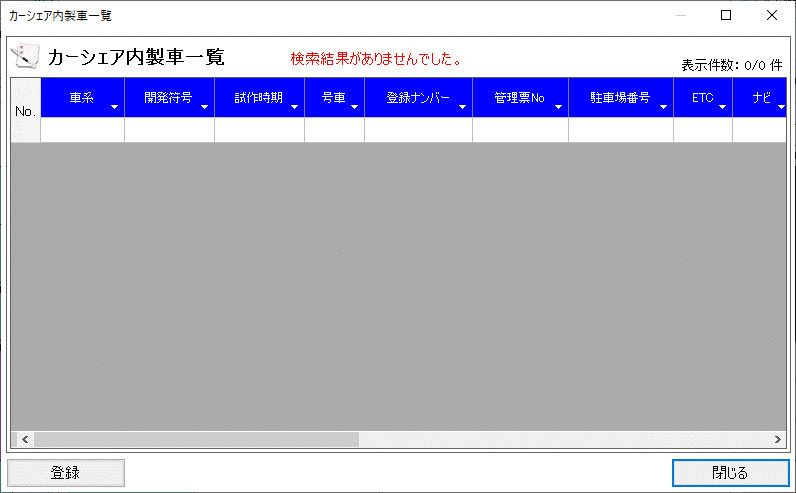 カーシェア内製車一覧
カーシェア内製車一覧 検索結果がありませんでした。 表示件数: 0/0 件
No. 車系 開発符号 試作時期 号車 登録ナンバー 管理票No 駐車場番号 ETC ナビ
登録 閉じる